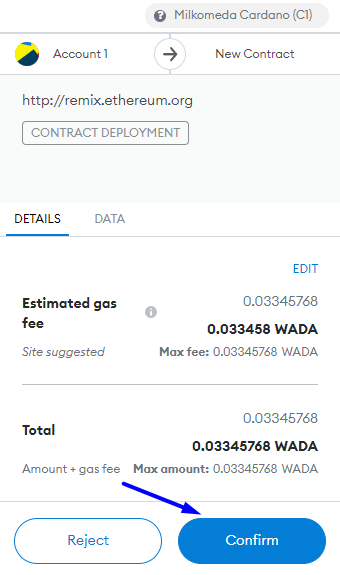 Milkomeda Cardano (C1)
Account 1
New Contract
http://remix.ethereum.org
CONTRACT DEPLOYMENT
DETAILS DATA
EDIT
Estimated gas fee
0.03345768
0.033458 WADA
Site suggested
Max fee: 0.03345768 WADA
Total
0.03345768
0.03345768 WADA
Amount + gas fee
Max amount: 0.03345768 WADA
Reject
Confirm